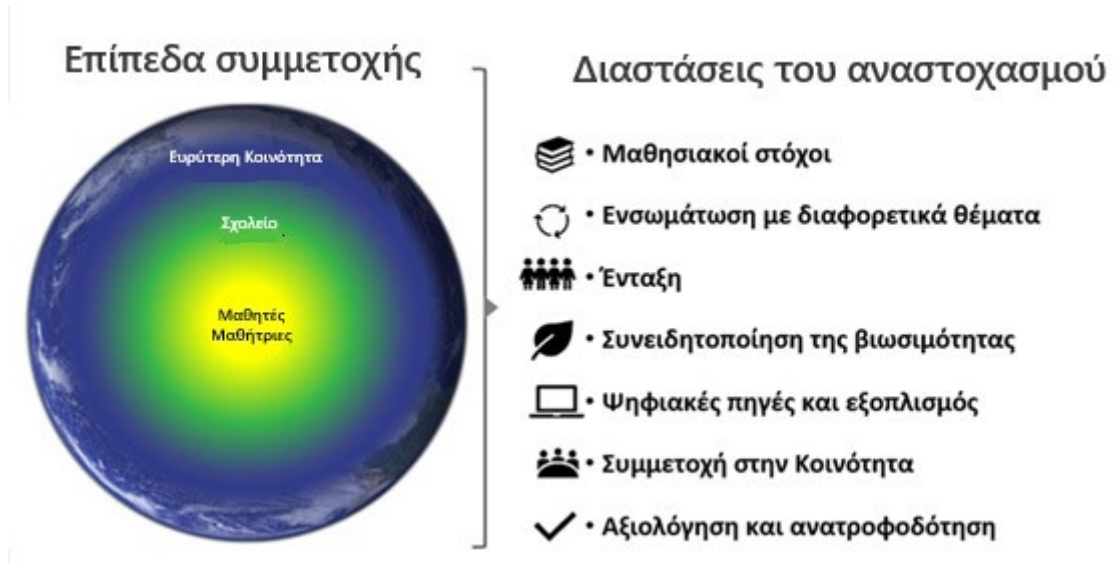 Επίπεδα συμμετοχής
Ευρύτερη Κοινότητα
Σχολείο
Μαθητές
Μαθήτριες
Διαστάσεις του αναστοχασμού
• Μαθησιακοί στόχοι
• Ενσωμάτωση με διαφορετικά θέματα
• Ένταξη
• Συνειδητοποίηση της βιωσιμότητας
• Ψηφιακές πηγές και εξοπλισμός
• Συμμετοχή στην Κοινότητα
• Αξιολόγηση και ανατροφοδότηση